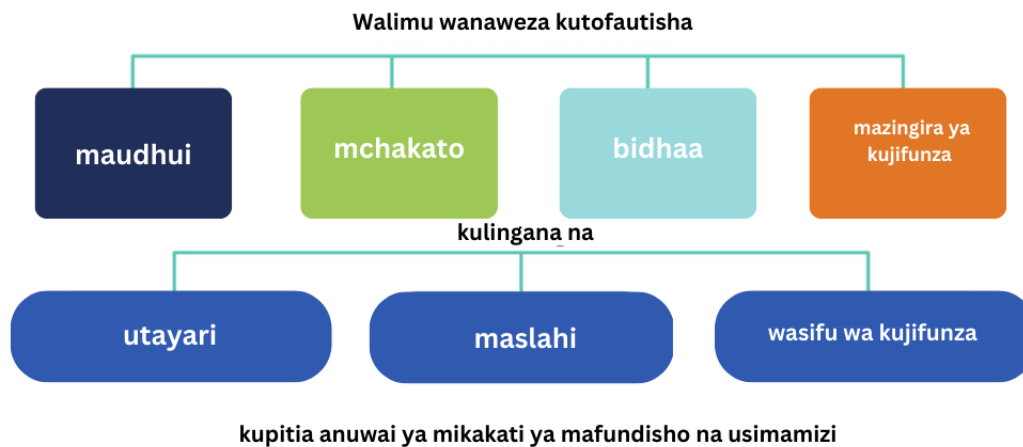 Walimu wanaweza kutofautisha
maudhui
mchakato
bidhaa
mazingira ya
kujifunza
kulingana na
utayari
maslahi
wasifu wa kujifunza
kupitia anuwai ya mikakati ya mafundisho na usimamizi